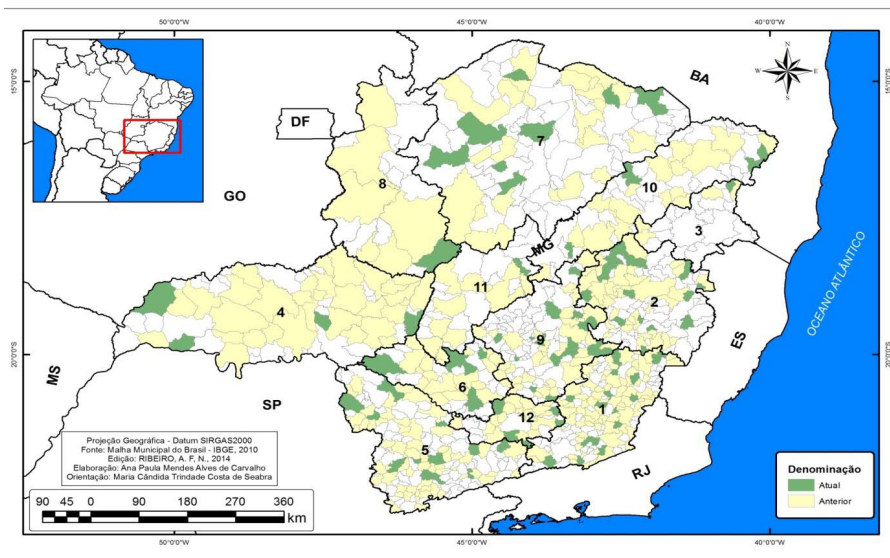 50°0'0"W
45°0'0"W
40°0'0"W
15°0'0"S
15°0'0"S
20°0'0"S
20°0'0"S
BA
N
W
E
S
DF
GO
7
8
10
MG
3
OCEANO ATLÂNTICO
4
11
2
9
ES
MS
SP
6
12
1
5
RJ
Projeção Geográfica - Datum SIRGAS2000
Fonte: Malha Municipal do Brasil - IBGE, 2010
Edição: RIBEIRO, A. F, N., 2014
Elaboração: Ana Paula Mendes Alves de Carvalho
Orientação: Maria Cândida Trindade Costa de Seabra
90 45 0 90 180 270 360
km
Denominação
Atual
Anterior
50°0'0"W
45°0'0"W
40°0'0"W